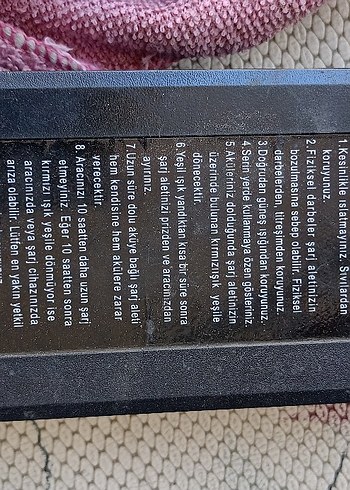 1.Kesinlikle ıslatmayınız. Sıvılardan
koruyunuz.
2.Fiziksel darbeler şarj aletinizin
bozulmasına sebep olabilir. Fiziksel
darbelerden, titreşimden koruyunuz.
3.Doğrudan güneş ışığından koruyunuz.
4.Serin yerde kullanmaya özen gösteriniz.
5.Aküleriniz dolduğunda şarj aletinizin
üzerinde bulunan kırmızı ışık yeşile
dönecektir.
6.Yeşil ışık yandıktan kısa bir süre sonra
şarj aletinizi prizden ve aracınızdan
ayırınız.
7.Uzun süre dolu aküye bağlı şarj aleti
hem kendisine hem akülere zarar
verecektir.
8. Aracınızı 10 saatten daha uzun şarj
etmeyiniz. Eğer 10 saatten sonra
kırmızı ışık yeşile dönmüyor ise
aracınızda veya şarj cihazınızda
arıza olabilir. Lütfen en yakın yetkili